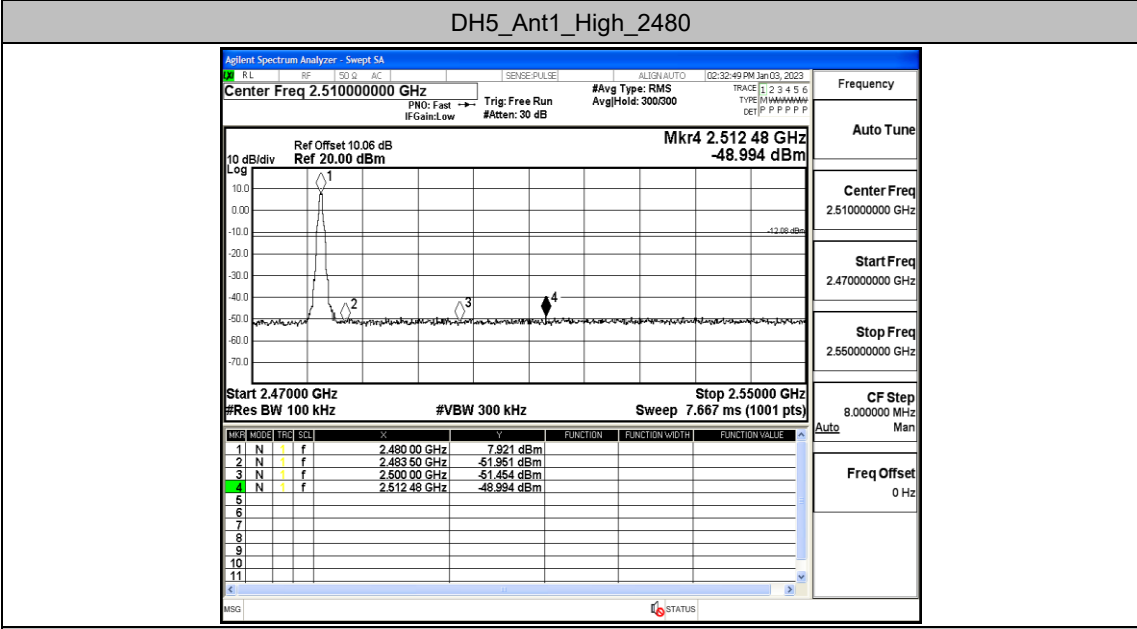 DH5_Ant1_High_2480
Agilent Spectrum Analyzer - Swept SA
LXI RL RF 50 Ω AC SENSE:PULSE ALIGNAUTO 02:32:49 PM Jan 03, 2023
Center Freq 2.510000000 GHz #Avg Type: RMS TRACE 1 2 3 4 5 6
PNO: Fast Trig: Free Run Avg|Hold: 300/300 TYPE M W W W W W
IFGain:Low #Atten: 30 dB DET P P P P P P
Mkr4 2.512 48 GHz
-48.994 dBm
Ref Offset 10.06 dB
10 dB/div Ref 20.00 dBm
Log
1
10.0
0.00
-10.0
-12.08 dBm
-20.0
-30.0
-40.0
2 3 4
-50.0
-60.0
-70.0
Start 2.47000 GHz Stop 2.55000 GHz
#Res BW 100 kHz #VBW 300 kHz Sweep 7.667 ms (1001 pts)
MKR MODE TRC SCL X Y FUNCTION FUNCTION WIDTH FUNCTION VALUE
1 N 1 f 2.480 00 GHz 7.921 dBm
2 N 1 f 2.483 50 GHz -51.951 dBm
3 N 1 f 2.500 00 GHz -51.454 dBm
4 N 1 f 2.512 48 GHz -48.994 dBm
5
6
7
8
9
10
11
MSG STATUS
Frequency
Auto Tune
Center Freq
2.510000000 GHz
Start Freq
2.470000000 GHz
Stop Freq
2.550000000 GHz
CF Step
8.000000 MHz
Auto Man
Freq Offset
0 Hz